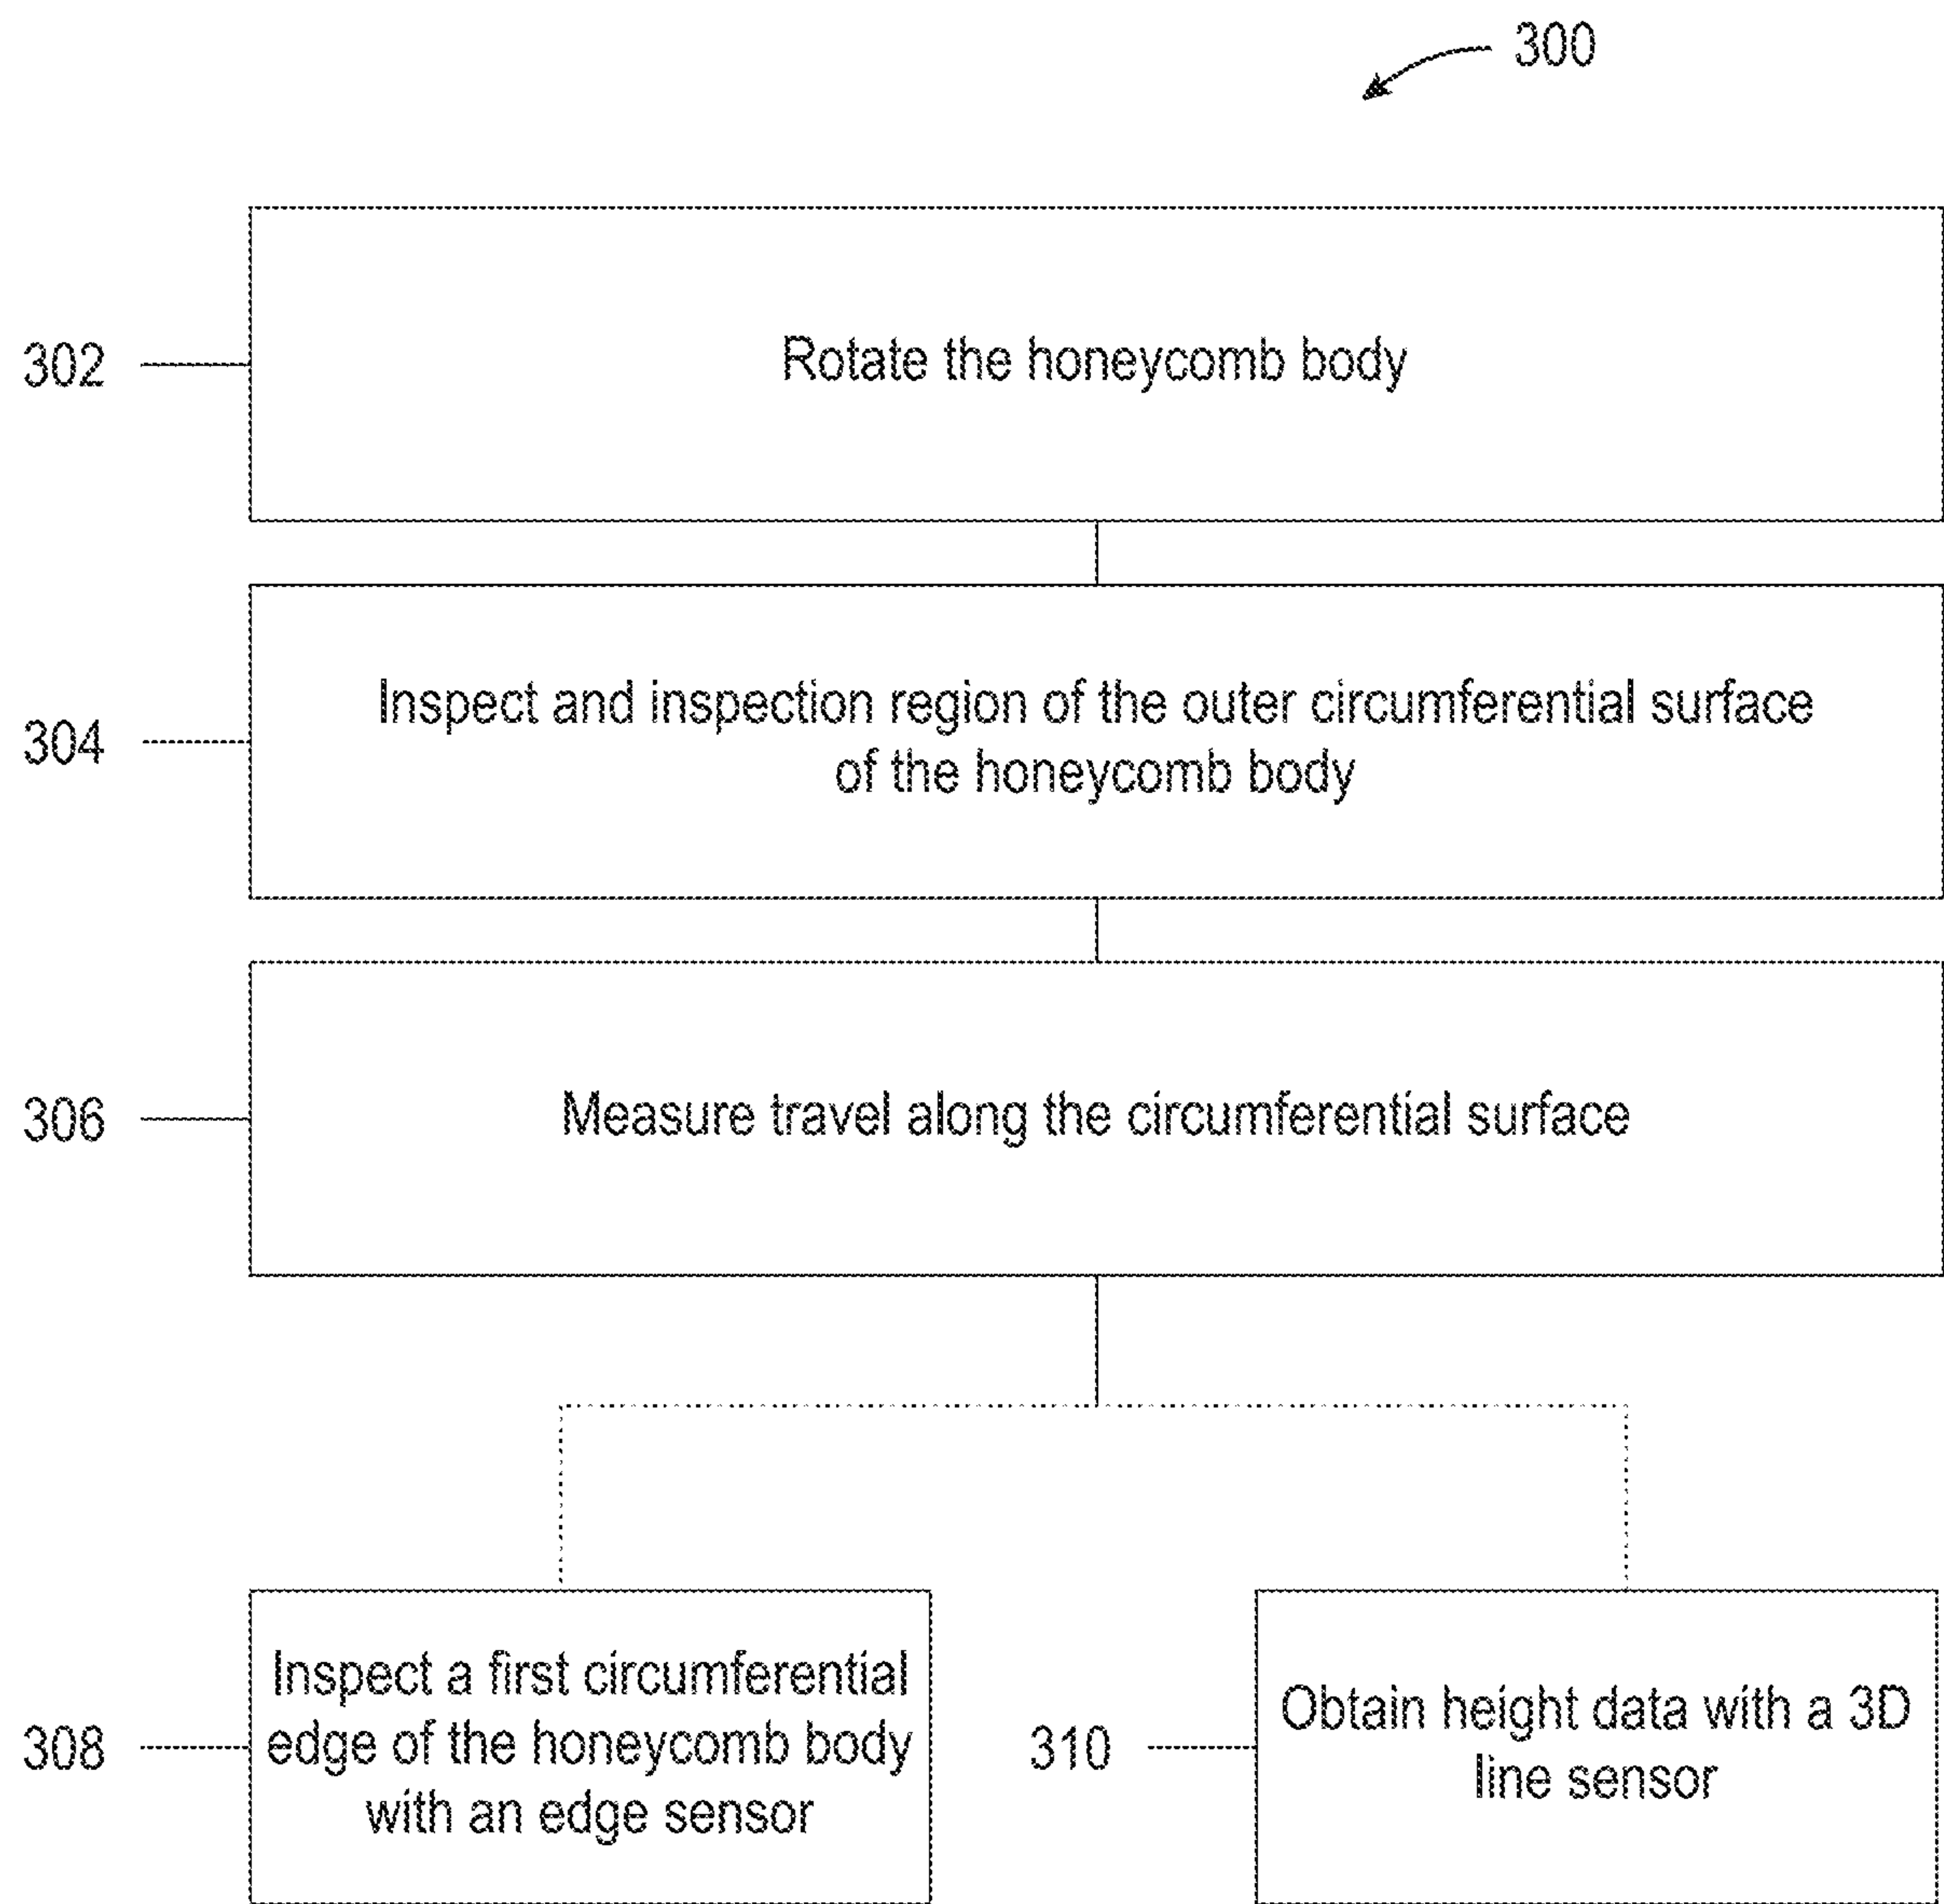 300
302
Rotate the honeycomb body
304
Inspect and inspection region of the outer circumferential surface
of the honeycomb body
306
Measure travel along the circumferential surface
308
Inspect a first circumferential
edge of the honeycomb body
with an edge sensor
310
Obtain height data with a 3D
line sensor